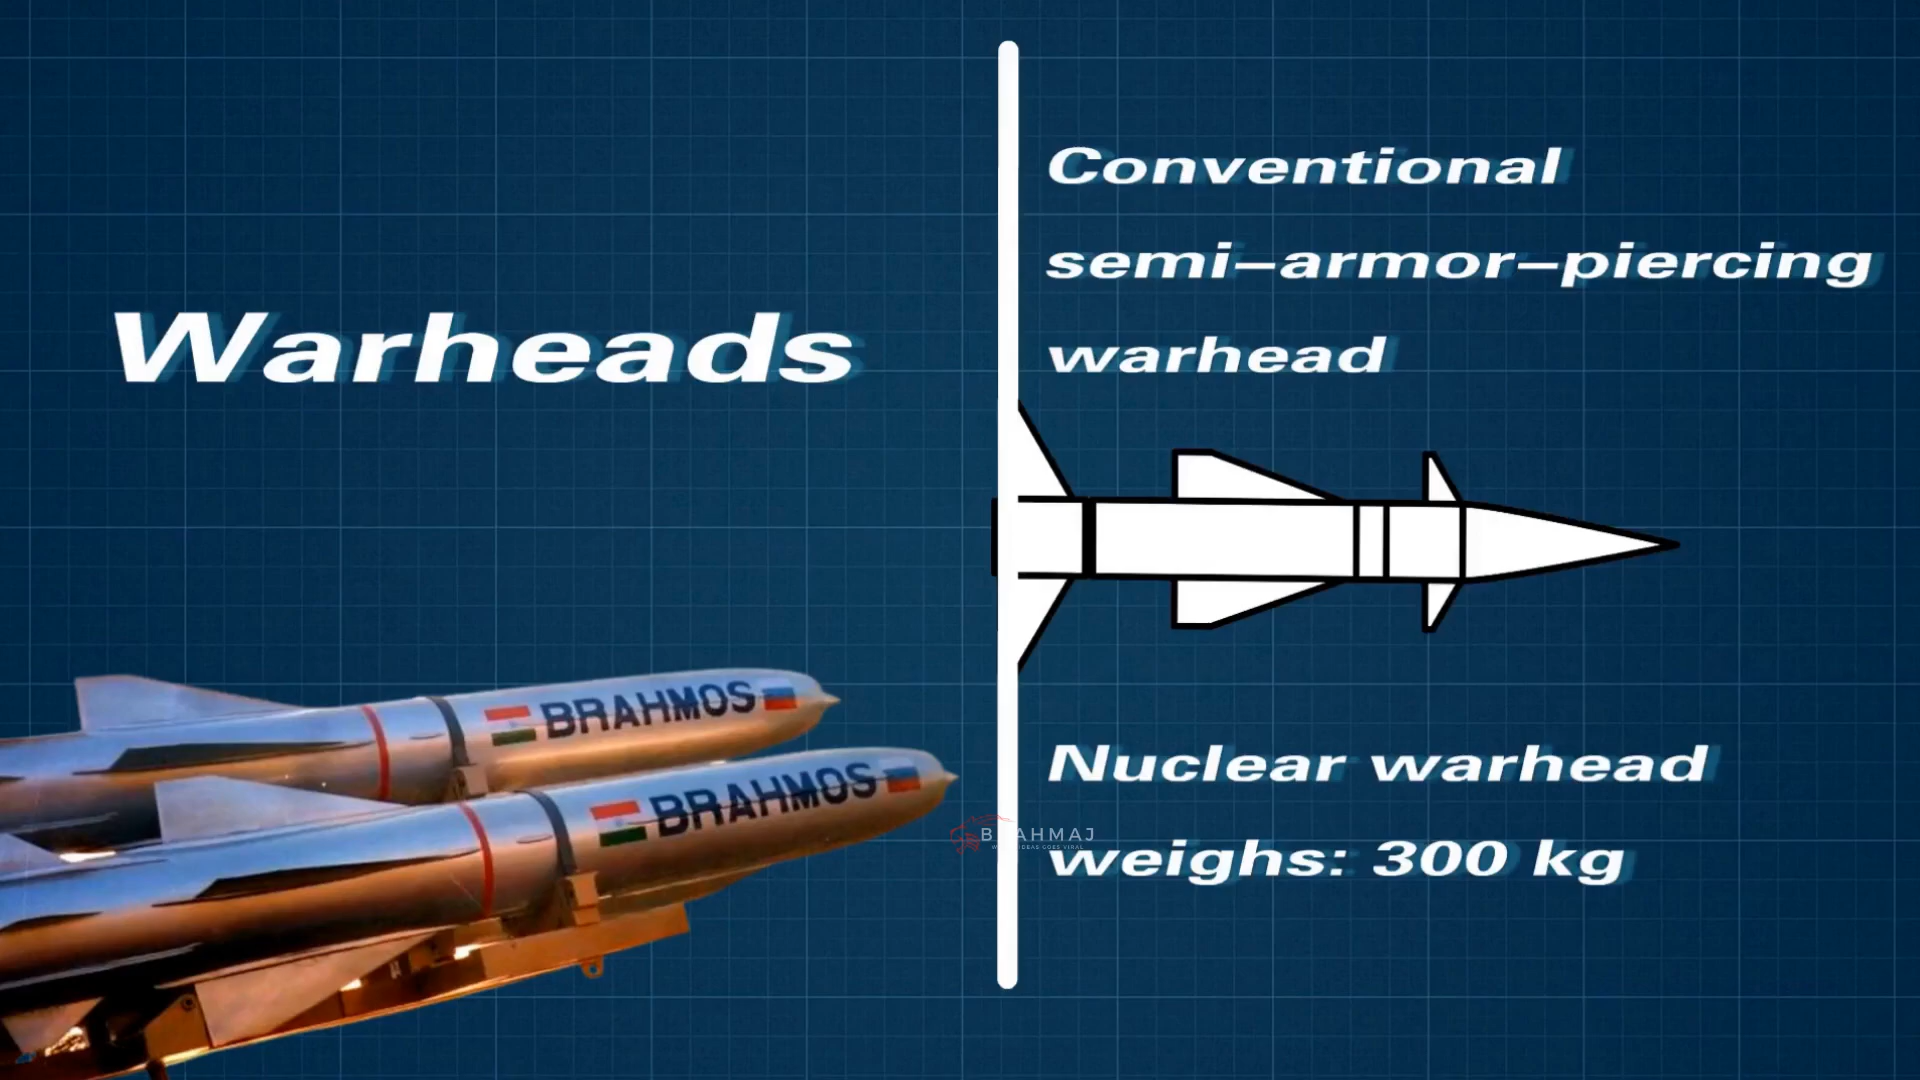 Warheads
Conventional
semi–armor–piercing
warhead
BRAHMOS
BRAHMOS
Nuclear warhead
weighs: 300 kg